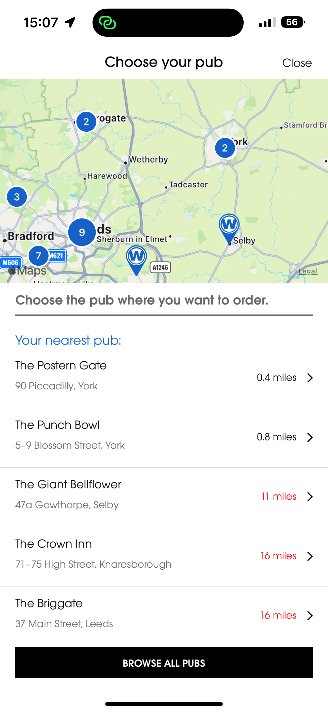 15:07
56
Choose your pub
Close
2
rogate
Stamford Bri
Wetherby
2
rk
Harewood
Tadcaster
3
W
9
ds
Bradford
Sherburn in Elmet
Selby
7
M621
W
A1246
M606
Maps
Legal
Choose the pub where you want to order.
Your nearest pub:
The Postern Gate
90 Piccadilly, York
0.4 miles
The Punch Bowl
5-9 Blossom Street, York
0.8 miles
The Giant Bellflower
47a Gowthorpe, Selby
11 miles
The Crown Inn
71-75 High Street, Knaresborough
16 miles
The Briggate
37 Main Street, Leeds
16 miles
BROWSE ALL PUBS